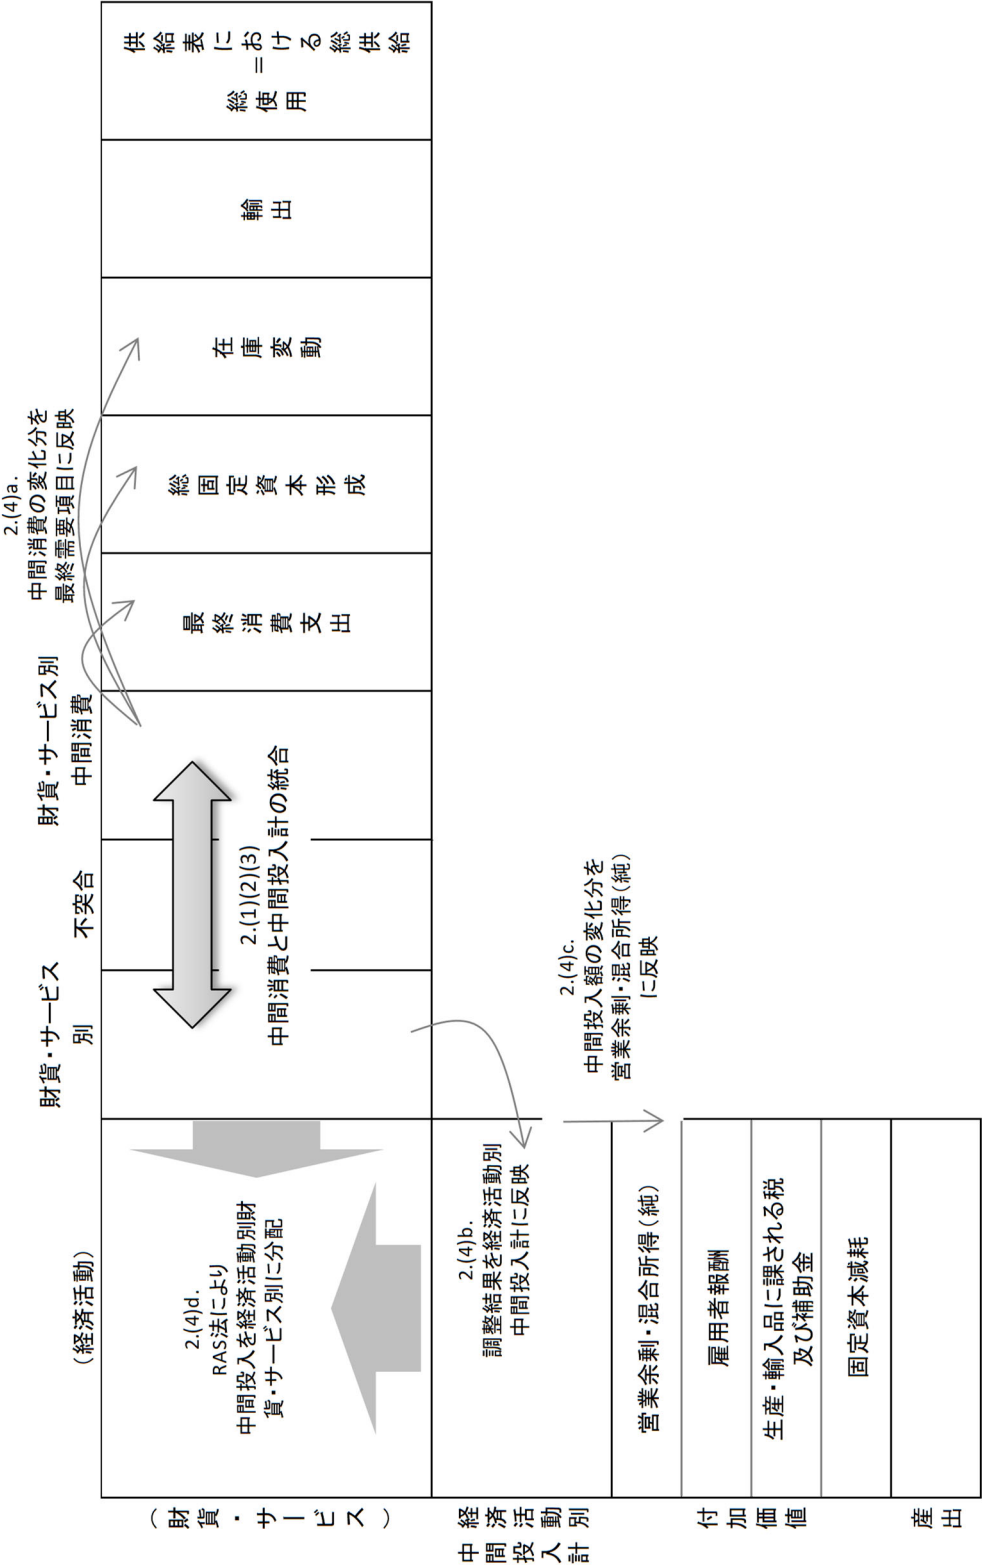 2.(4)a.
中間消費の変化分を
最終需要項目に反映
（経済活動）
財貨・サービス
別
不突合
財貨・サービス別
中間消費
（財貨・サービス）
2.(4)d.
RAS法により
中間投入を経済活動別財
貨・サービス別に分配
2.(1)(2)(3)
中間消費と中間投入計の統合
最終消費支出
総固定資本形成
在庫変動
輸出
総使用
＝
供給表における総供給
経済活動別
中間投入計
2.(4)b.
調整結果を経済活動別
中間投入計に反映
2.(4)c.
中間投入額の変化分を
営業余剰・混合所得（純）
に反映
付加価値
営業余剰・混合所得（純）
雇用者報酬
生産・輸入品に課される税
及び補助金
固定資本減耗
産出